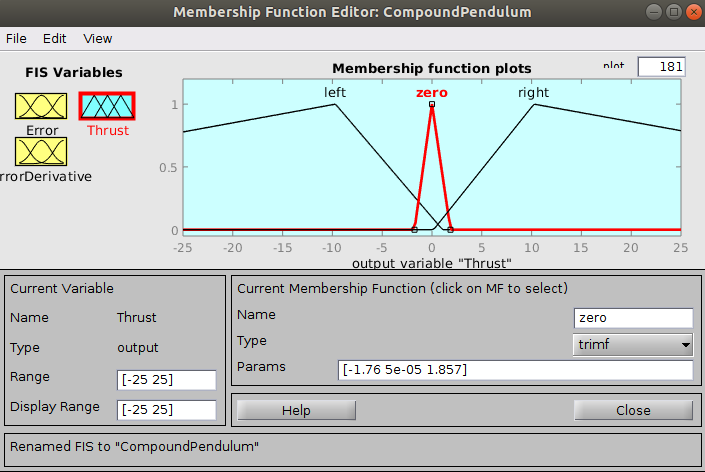 Membership Function Editor: CompoundPendulum
File Edit View
FIS Variables
Error
Thrust
rrorDerivative
Membership function plots
181
left
zero
right
1
0.5
0
-25 -20 -15 -10 -5 0 5 10 15 20 25
output variable "Thrust"
Current Variable
Name Thrust
Type output
Range [-25 25]
Display Range [-25 25]
Current Membership Function (click on MF to select)
Name zero
Type trimf
Params [-1.76 5e-05 1.857]
Help Close
Renamed FIS to "CompoundPendulum"